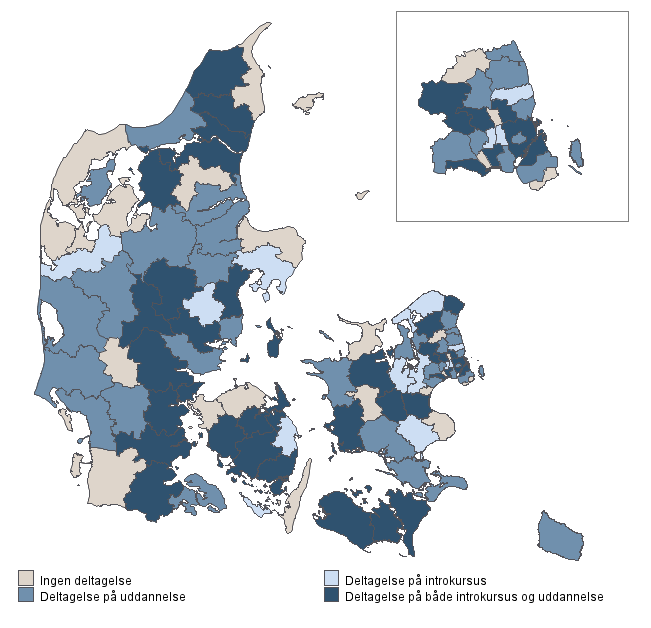 Ingen deltagelse
Deltagelse på uddannelse
Deltagelse på introkursus
Deltagelse på både introkursus og uddannelse